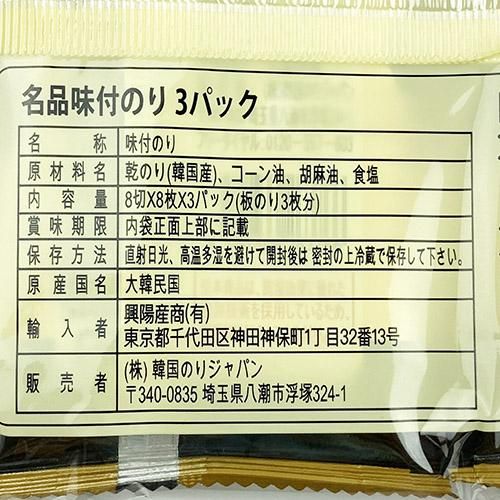 名品味付のり 3パック
名称 味付のり
原材料名 乾のり(韓国産)、コーン油、胡麻油、食塩
内容量 8切X8枚X3パック(板のり3枚分)
賞味期限 内袋正面上部に記載
保存方法 直射日光、高温多湿を避けて開封後は 密封の上冷蔵で保存して下さい。
原産国名 大韓民国
輸入者 興陽産商(有)
東京都千代田区神田神保町1丁目32番13号
販売者 (株) 韓国のりジャパン
〒340-0835 埼玉県八潮市浮塚324-1